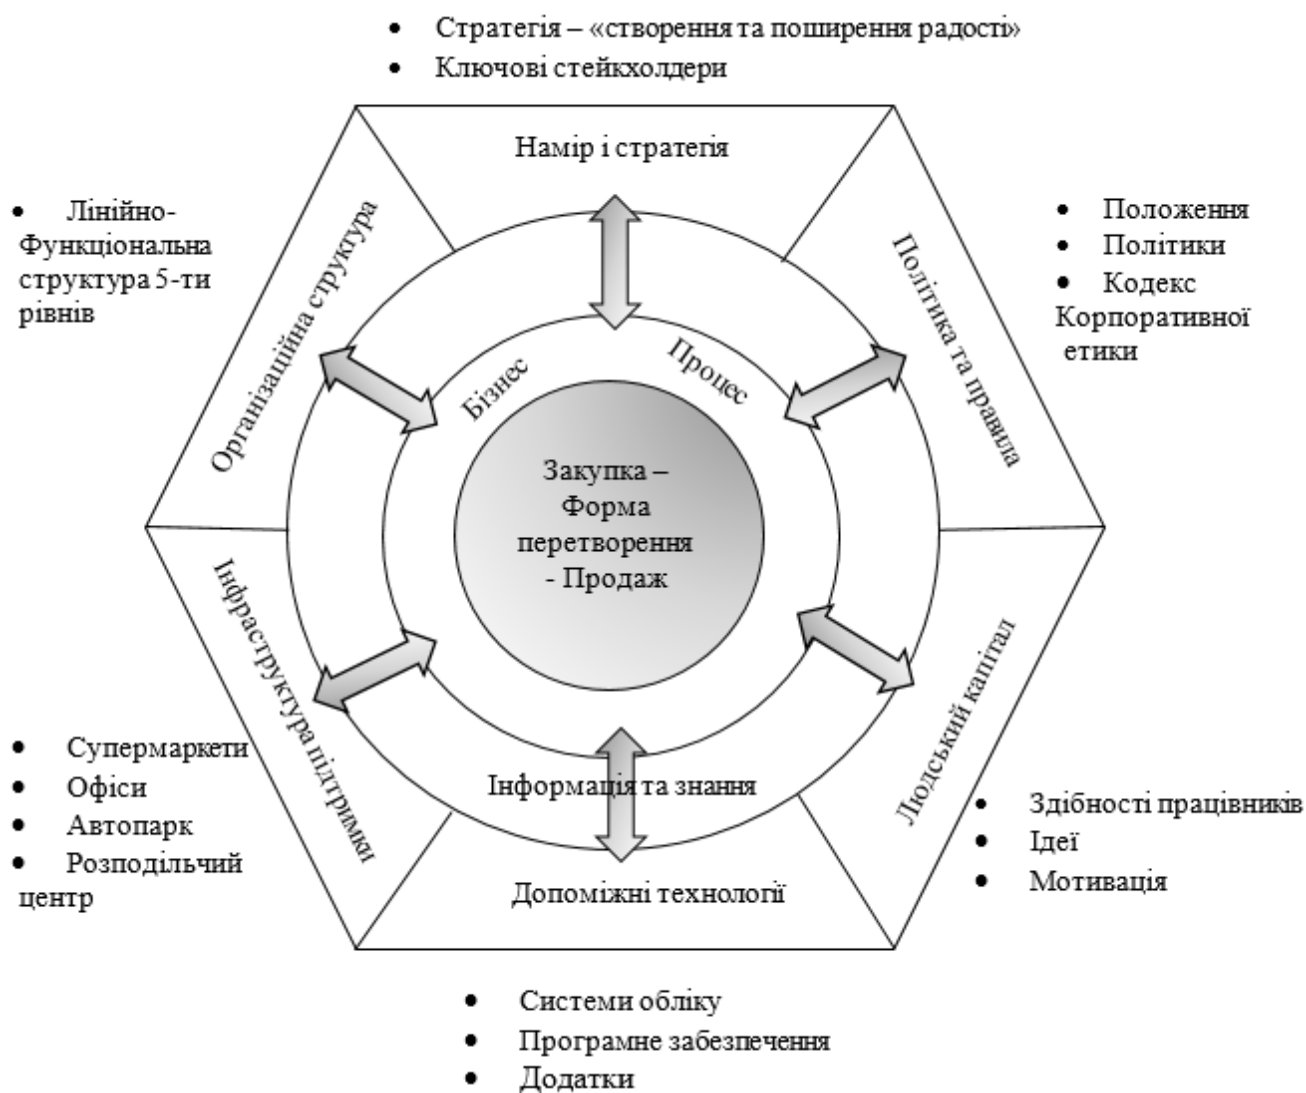 • Стратегія – «створення та поширення радості»
• Ключові стейкхолдери
Намір і стратегія
• Лінійно-
Функціональна
структура 5-ти
рівнів
Організаційна структура
Політика та правила
• Положення
• Політики
• Кодекс
Корпоративної
етики
Бізнес
Процес
Закупка –
Форма
перетворення
- Продаж
Інфраструктура підтримки
Людський капітал
• Супермаркети
• Офіси
• Автопарк
• Розподільчий
центр
Інформація та знання
• Здібності працівників
• Ідеї
• Мотивація
Допоміжні технології
• Системи обліку
• Програмне забезпечення
• Додатки